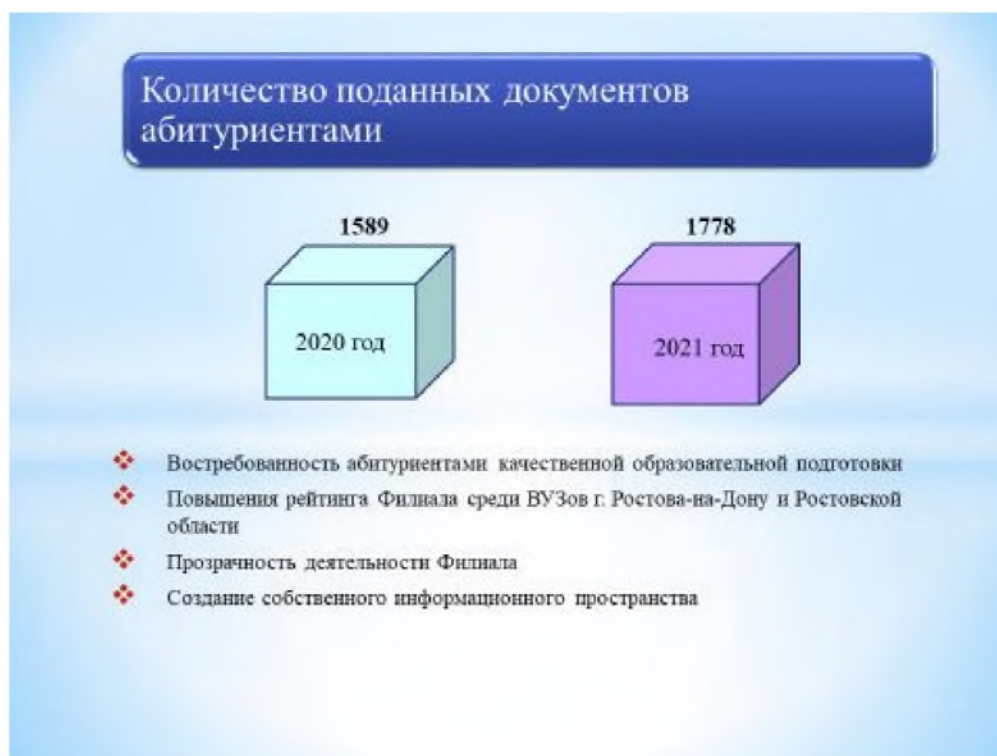 Количество поданных документов
абитуриентами
1589
1778
2020 год
2021 год
Востребованность абитуриентами качественной образовательной подготовки
Повышения рейтинга Филиала среди ВУЗов г. Ростова-на-Дону и Ростовской
области
Прозрачность деятельности Филиала
Создание собственного информационного пространства